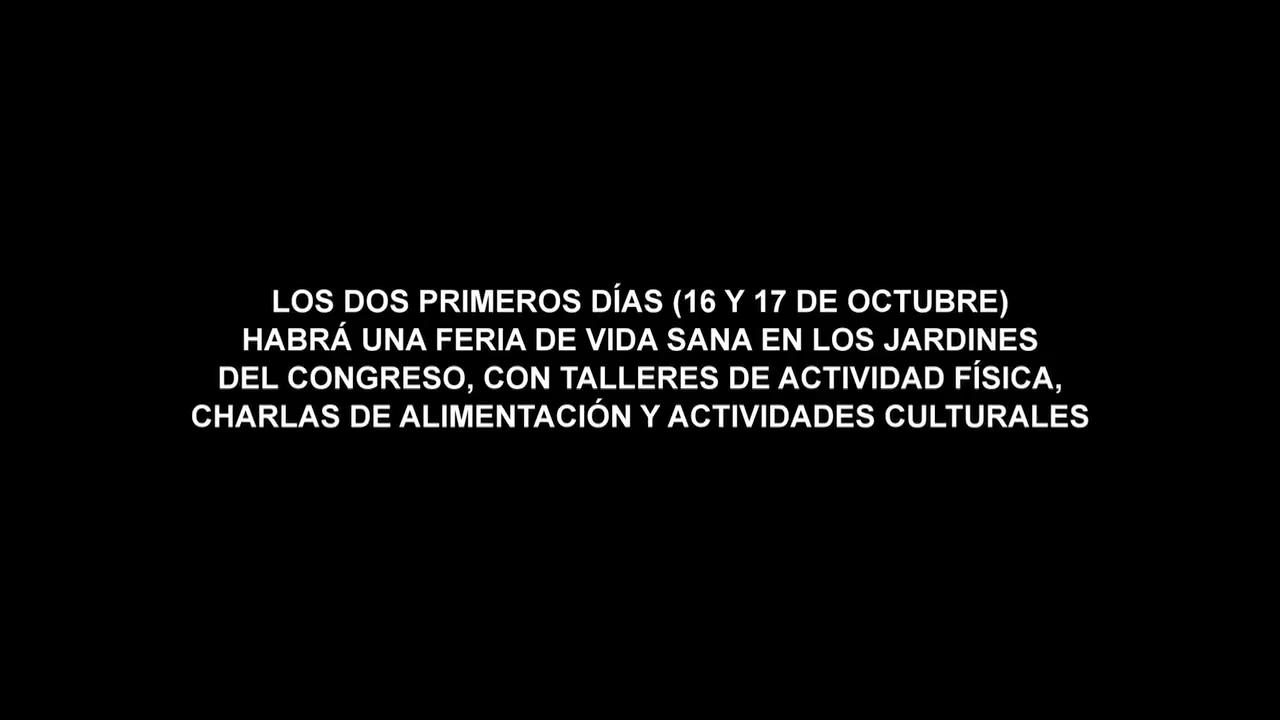 LOS DOS PRIMEROS DÍAS (16 Y 17 DE OCTUBRE)
HABRÁ UNA FERIA DE VIDA SANA EN LOS JARDINES
DEL CONGRESO, CON TALLERES DE ACTIVIDAD FÍSICA,
CHARLAS DE ALIMENTACIÓN Y ACTIVIDADES CULTURALES